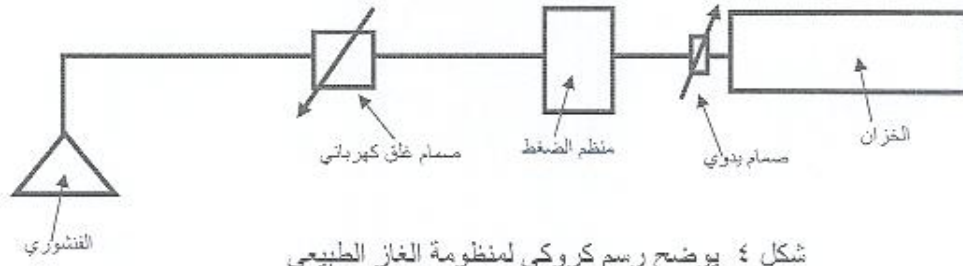 صمام غلق كهربائي
منظم الضغط
صمام يدوي
الخزان
الفنشوري
شكل ٤ يوضح رسم كروكي لمنظومة الغاز الطبيعي